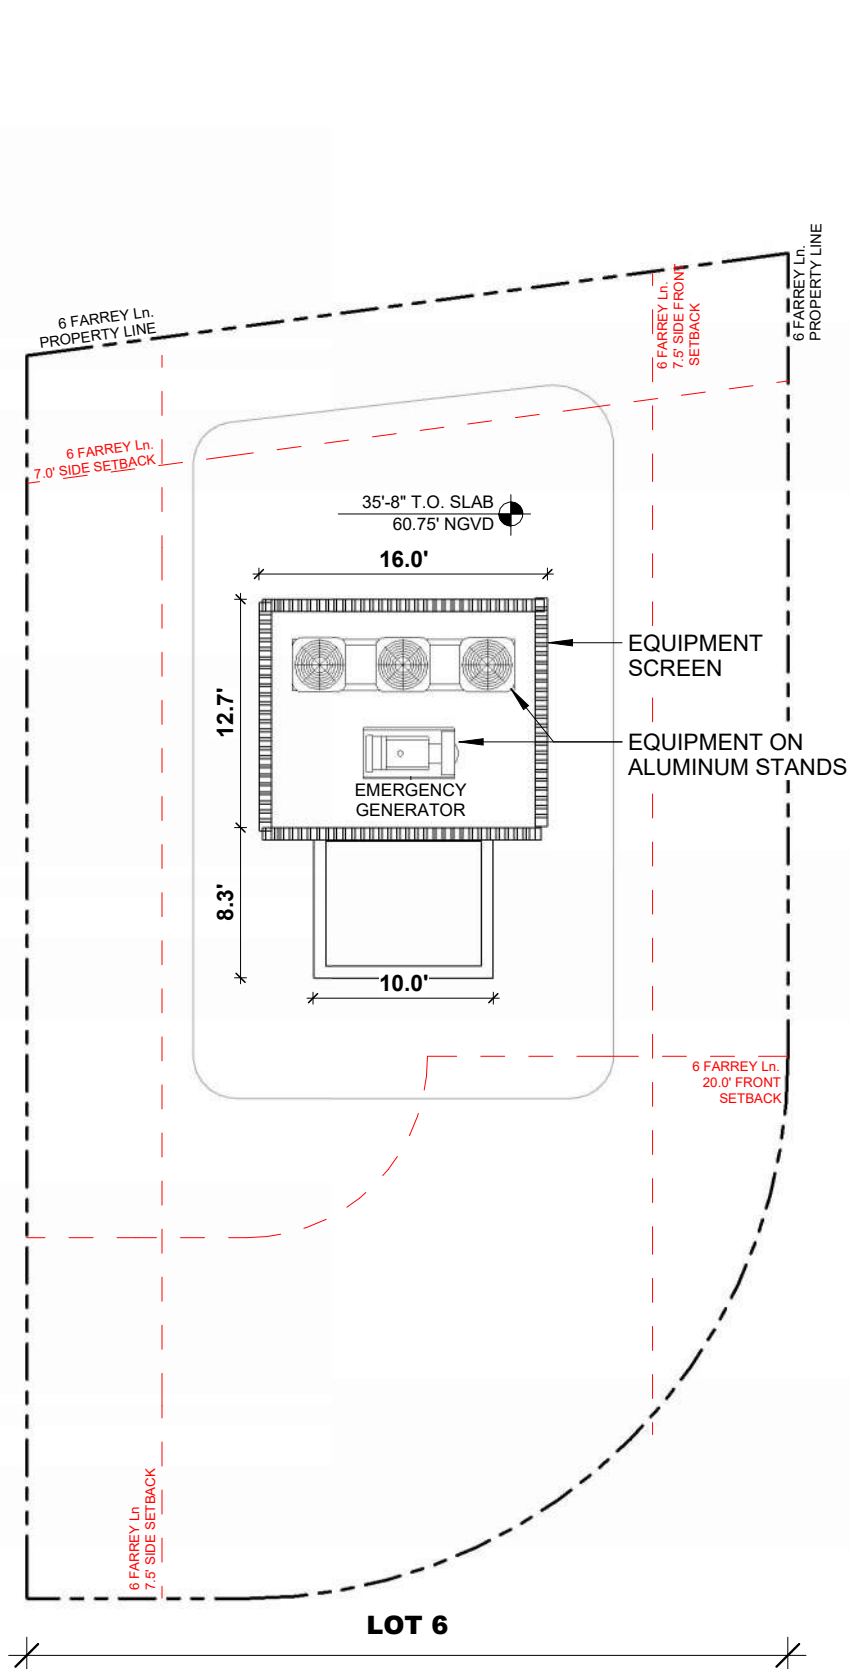 6 FARREY Ln.
PROPERTY LINE
6 FARREY Ln.
7.5' SIDE FRONT
SETBACK
6 FARREY Ln.
PROPERTY LINE
6 FARREY Ln.
7.0' SIDE SETBACK
35'-8" T.O. SLAB
60.75' NGVD
16.0'
EQUIPMENT
SCREEN
12.7'
EQUIPMENT ON
ALUMINUM STANDS
EMERGENCY
GENERATOR
8.3'
10.0'
6 FARREY Ln.
20.0' FRONT
SETBACK
6 FARREY Ln
7.5' SIDE SETBACK
LOT 6